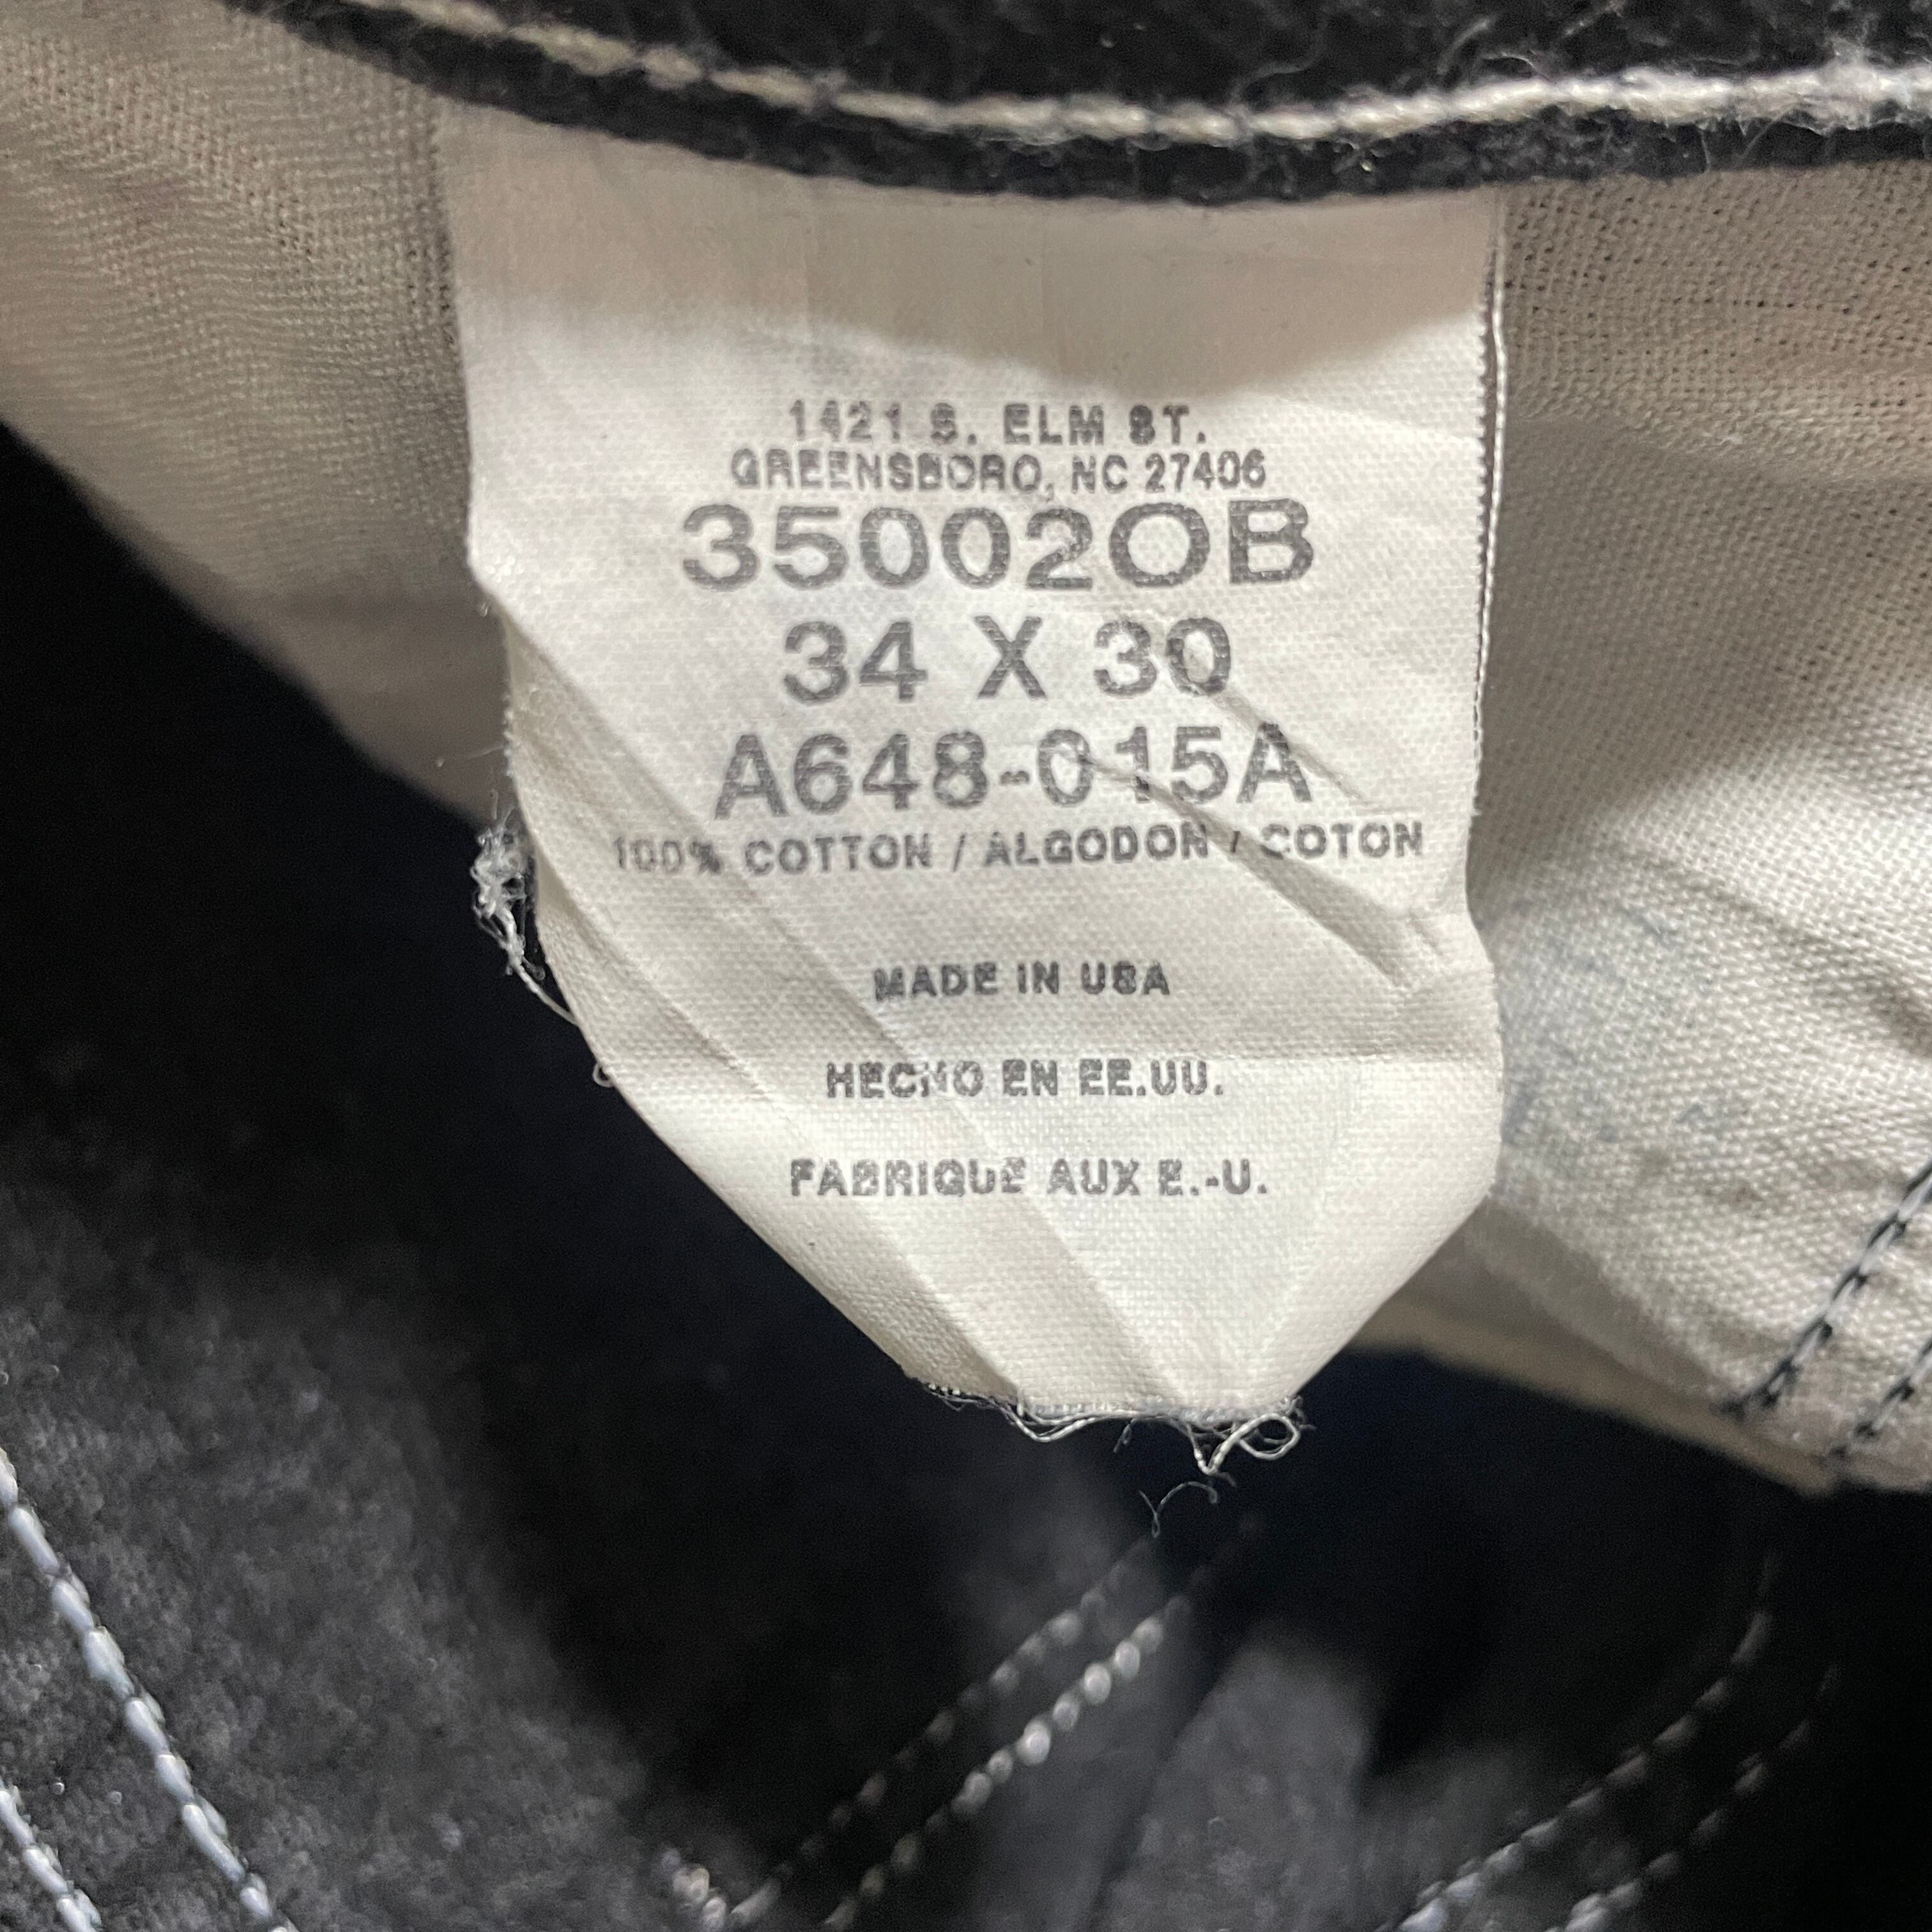 1421 S. ELM ST.
GREENSBORO, NC 27406
35002OB
34 X 30
A648-015A
100% COTTON / ALGODON / COTON
MADE IN USA
HECHO EN EE.UU.
FABRIQUE AUX E.-U.